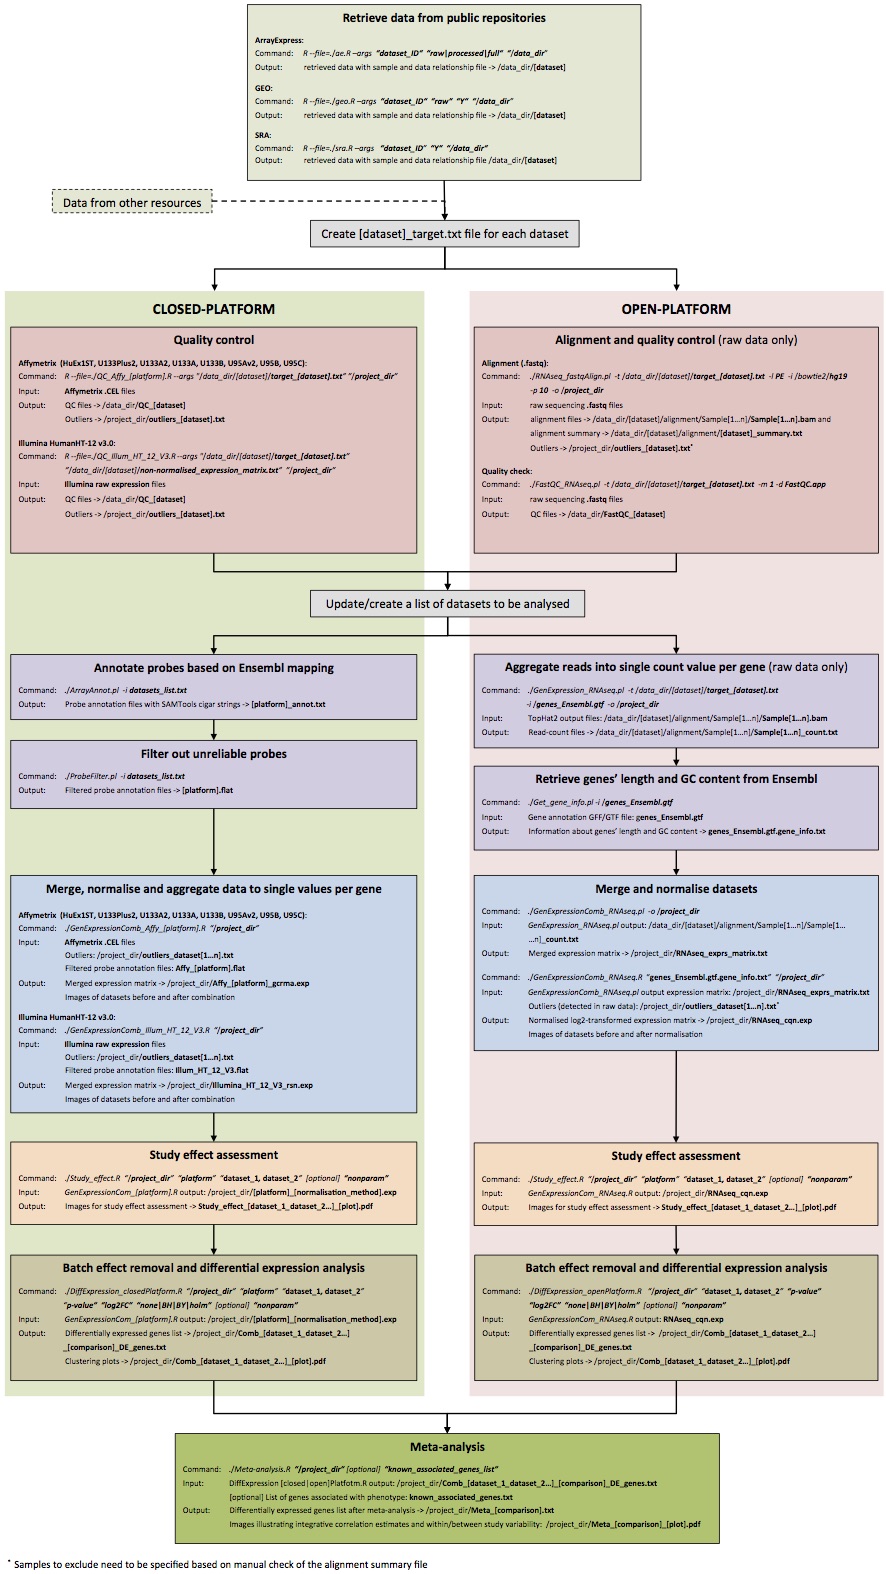 Retrieve data from public repositories
ArrayExpress:
Command: R --file=./ae.R –args "dataset_ID" "raw|processed|full" "/data_dir"
Output: retrieved data with sample and data relationship file -> /data_dir/[dataset]
GEO:
Command: R --file=./geo.R –args "dataset_ID" "raw" "Y" "/data_dir"
Output: retrieved data with sample and data relationship file -> /data_dir/[dataset]
SRA:
Command: R --file=./sra.R –args "dataset_ID" "Y" "/data_dir"
Output: retrieved data with sample and data relationship file /data_dir/[dataset]
Data from other resources
Create [dataset]_target.txt file for each dataset
CLOSED-PLATFORM
Quality control
Affymetrix (HuEx1ST, U133Plus2, U133A2, U133A, U133B, U95Av2, U95B, U95C):
Command: R --file=./QC_Affy_[platform].R --args "/data_dir/[dataset]/target_[dataset].txt" "/project_dir"
Input: Affymetrix .CEL files
Output: QC files -> /data_dir/QC_[dataset]
Outliers -> /project_dir/outliers_[dataset].txt
Illumina HumanHT-12 v3.0:
Command: R --file=./QC_Illum_HT_12_V3.R --args "/data_dir/[dataset]/target_[dataset].txt"
"/data_dir/[dataset]/non-normalised_expression_matrix.txt" "/project_dir"
Input: Illumina raw expression files
Output: QC files -> /data_dir/QC_[dataset]
Outliers -> /project_dir/outliers_[dataset].txt
OPEN-PLATFORM
Alignment and quality control (raw data only)
Alignment (.fastq):
Command: ./RNAseq_fastqAlign.pl -t /data_dir/[dataset]/target_[dataset].txt -l PE -i /bowtie2/hg19
-p 10 -o /project_dir
Input: raw sequencing .fastq files
Output: alignment files -> /data_dir/[dataset]/alignment/Sample[1...n]/Sample[1...n].bam and
alignment summary -> /data_dir/[dataset]/alignment/[dataset]_summary.txt
Outliers -> /project_dir/outliers_[dataset].txt*
Quality check:
Command: ./FastQC_RNAseq.pl -t /data_dir/[dataset]/target_[dataset].txt -m 1 -d FastQC.app
Input: raw sequencing .fastq files
Output: QC files -> /data_dir/FastQC_[dataset]
Update/create a list of datasets to be analysed
Annotate probes based on Ensembl mapping
Command: ./ArrayAnnot.pl -i datasets_list.txt
Output: Probe annotation files with SAMTools cigar strings -> [platform]_annot.txt
Filter out unreliable probes
Command: ./ProbeFilter.pl -i datasets_list.txt
Output: Filtered probe annotation files -> [platform].flat
Aggregate reads into single count value per gene (raw data only)
Command: ./GenExpression_RNAseq.pl -t /data_dir/[dataset]/target_[dataset].txt
-i /genes_Ensembl.gtf -o /project_dir
Input: TopHat2 output files: /data_dir/[dataset]/alignment/Sample[1...n]/Sample[1...n].bam
Output: Read-count files -> /data_dir/[dataset]/alignment/Sample[1...n]/Sample[1...n]_count.txt
Retrieve genes' length and GC content from Ensembl
Command: ./Get_gene_info.pl -i /genes_Ensembl.gtf
Input: Gene annotation GFF/GTF file: genes_Ensembl.gtf
Output: Information about genes' length and GC content -> genes_Ensembl.gtf.gene_info.txt
Merge, normalise and aggregate data to single values per gene
Affymetrix (HuEx1ST, U133Plus2, U133A2, U133A, U133B, U95Av2, U95B, U95C):
Command: ./GenExpressionComb_Affy_[platform].R "/project_dir"
Input: Affymetrix .CEL files
Outliers: /project_dir/outliers_dataset[1...n].txt
Filtered probe annotation files: Affy_[platform].flat
Output: Merged expression matrix -> /project_dir/Affy_[platform]_gcrma.exp
Images of datasets before and after combination
Illumina HumanHT-12 v3.0:
Command: ./GenExpressionComb_Illum_HT_12_V3.R "/project_dir"
Input: Illumina raw expression files
Outliers: /project_dir/outliers_dataset[1...n].txt
Filtered probe annotation files: Illum_HT_12_V3.flat
Output: Merged expression matrix -> /project_dir/Illumina_HT_12_V3_rsn.exp
Images of datasets before and after combination
Merge and normalise datasets
Command: ./GenExpressionComb_RNAseq.pl -o /project_dir
Input: GenExpression_RNAseq.pl output: /data_dir/[dataset]/alignment/Sample[1...n]/Sample[1...
...n]_count.txt
Output: Merged expression matrix -> /project_dir/RNAseq_exprs_matrix.txt
Command: ./GenExpressionComb_RNAseq.R "genes_Ensembl.gtf.gene_info.txt" "/project_dir"
Input: GenExpressionComb_RNAseq.pl output expression matrix: /project_dir/RNAseq_exprs_matrix.txt
Outliers (detected in raw data): /project_dir/outliers_dataset[1...n].txt*
Output: Normalised log2-transformed expression matrix -> /project_dir/RNAseq_cqn.exp
Images of datasets before and after normalisation
Study effect assessment
Command: ./Study_effect.R "/project_dir" "platform" "dataset_1, dataset_2" [optional] "nonparam"
Input: GenExpressionCom_[platform].R output: /project_dir/[platform]_[normalisation_method].exp
Output: Images for study effect assessment -> Study_effect_[dataset_1_dataset_2...]_[plot].pdf
Study effect assessment
Command: ./Study_effect.R "/project_dir" "platform" "dataset_1, dataset_2" [optional] "nonparam"
Input: GenExpressionCom_RNAseq.R output: /project_dir/RNAseq_cqn.exp
Output: Images for study effect assessment -> Study_effect_[dataset_1_dataset_2...]_[plot].pdf
Batch effect removal and differential expression analysis
Command: ./DiffExpression_closedPlatform.R "/project_dir" "platform" "dataset_1, dataset_2"
"p-value" "log2FC" "none|BH|BY|holm" [optional] "nonparam"
Input: GenExpressionCom_[platform].R output: /project_dir/[platform]_[normalisation_method].exp
Output: Differentially expressed genes list -> /project_dir/Comb_[dataset_1_dataset_2...]
_[comparison]_DE_genes.txt
Clustering plots -> /project_dir/Comb_[dataset_1_dataset_2...]_[plot].pdf
Batch effect removal and differential expression analysis
Command: ./DiffExpression_openPlatform.R "/project_dir" "dataset_1, dataset_2" "p-value"
"log2FC" "none|BH|BY|holm" [optional] "nonparam"
Input: GenExpressionCom_RNAseq.R output: RNAseq_cqn.exp
Output: Differentially expressed genes list -> /project_dir/Comb_[dataset_1_dataset_2...]
_[comparison]_DE_genes.txt
Clustering plots -> /project_dir/Comb_[dataset_1_dataset_2...]_[plot].pdf
Meta-analysis
Command: ./Meta-analysis.R "/project_dir" [optional] "known_associated_genes_list"
Input: DiffExpression [closed|open]Platfotm.R output: /project_dir/Comb_[dataset_1_dataset_2...]_[comparison]_DE_genes.txt
[optional] List of genes associated with phenotype: known_associated_genes.txt
Output: Differentially expressed genes list after meta-analysis -> /project_dir/Meta_[comparison].txt
Images illustrating integrative correlation estimates and within/between study variability: /project_dir/Meta_[comparison]_[plot].pdf
* Samples to exclude need to be specified based on manual check of the alignment summary file